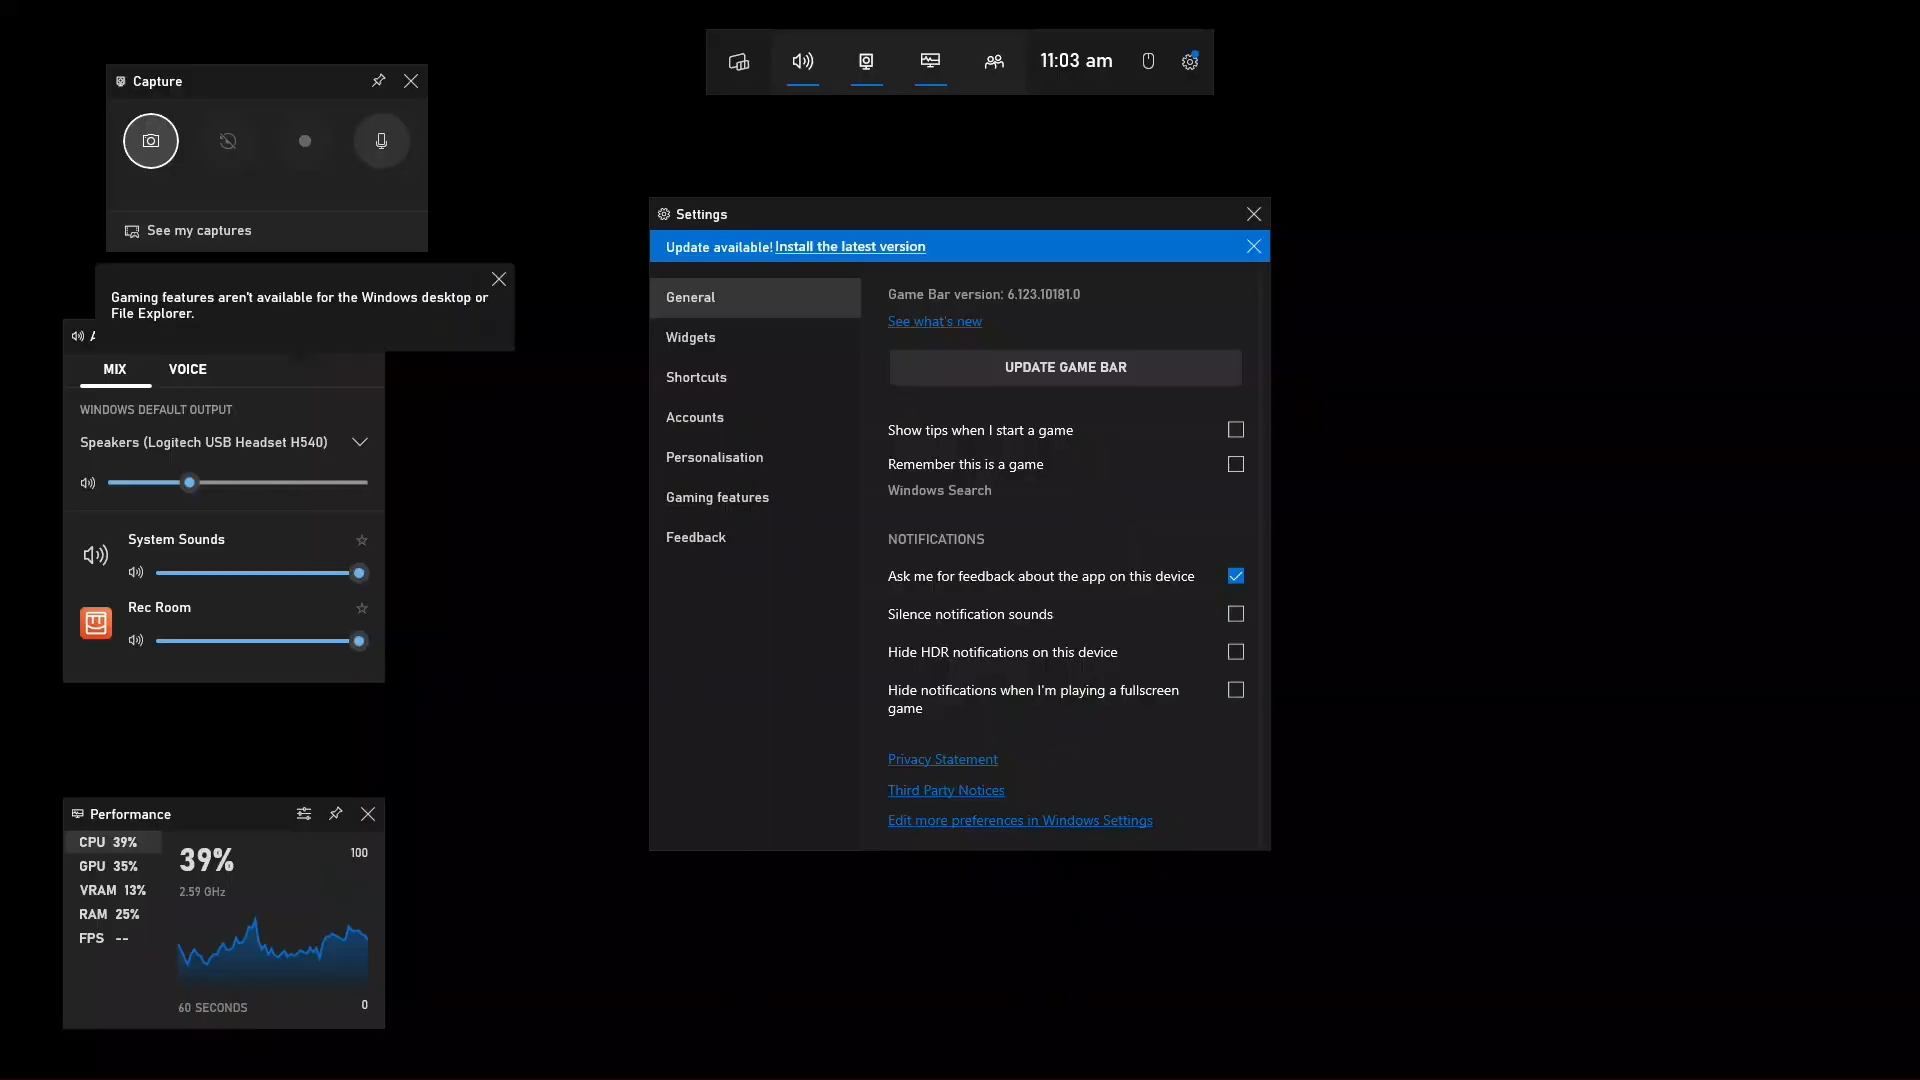 11:03 am
Capture
See my captures
Gaming features aren't available for the Windows desktop or
File Explorer.
MIX VOICE
WINDOWS DEFAULT OUTPUT
Speakers (Logitech USB Headset H540)
System Sounds
Rec Room
Performance
CPU 39%
GPU 35%
VRAM 13%
RAM 25%
FPS --
39%
2.59 GHz
100
60 SECONDS
0
Settings
Update available! Install the latest version
General
Widgets
Shortcuts
Accounts
Personalisation
Gaming features
Feedback
Game Bar version: 6.123.10181.0
See what's new
UPDATE GAME BAR
Show tips when I start a game
Remember this is a game
Windows Search
NOTIFICATIONS
Ask me for feedback about the app on this device
Silence notification sounds
Hide HDR notifications on this device
Hide notifications when I'm playing a fullscreen
game
Privacy Statement
Third Party Notices
Edit more preferences in Windows Settings